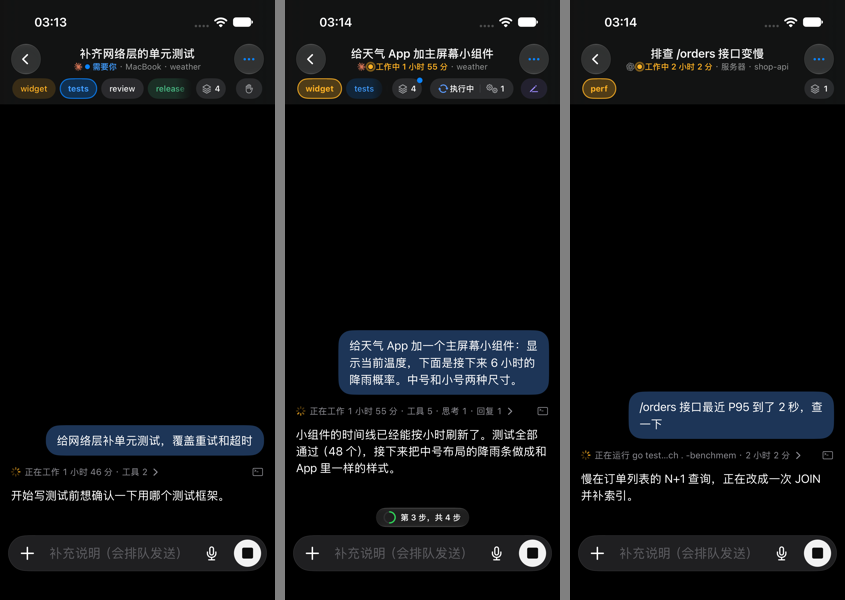 03:13
补齐网络层的单元测试
需要你 · MacBook · weather
widget
tests
review
release
4
给网络层补单元测试，覆盖重试和超时
正在工作 1 小时 46 分 · 工具 2
开始写测试前想确认一下用哪个测试框架。
补充说明（会排队发送）
03:14
给天气 App 加主屏幕小组件
工作中 1 小时 55 分 · weather
widget
tests
4
执行中
1
给天气 App 加一个主屏幕小组件：显
示当前温度，下面是接下来 6 小时的
降雨概率。中号和小号两种尺寸。
正在工作 1 小时 55 分 · 工具 5 · 思考 1 · 回复 1
小组件的时间线已经能按小时刷新了。测试全部
通过（48 个），接下来把中号布局的降雨条做成和
App 里一样的样式。
第 3 步，共 4 步
补充说明（会排队发送）
03:14
排查 /orders 接口变慢
工作中 2 小时 2 分 · 服务器 · shop-api
perf
1
/orders 接口最近 P95 到了 2 秒，查
一下
正在运行 go test...ch . -benchmem · 2 小时 2 分
慢在订单列表的 N+1 查询，正在改成一次 JOIN
并补索引。
补充说明（会排队发送）